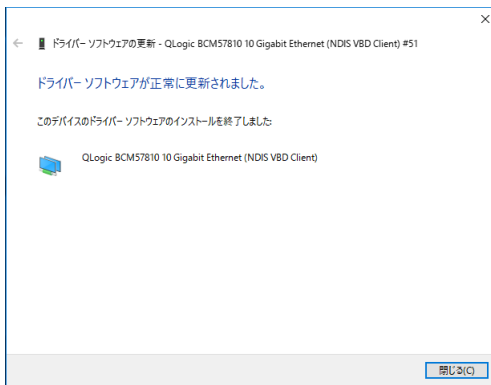 ドライバー ソフトウェアの更新 - QLogic BCM57810 10 Gigabit Ethernet (NDIS VBD Client) #51
ドライバー ソフトウェアが正常に更新されました。
このデバイスのドライバー ソフトウェアのインストールを終了しました:
QLogic BCM57810 10 Gigabit Ethernet (NDIS VBD Client)
閉じる(C)